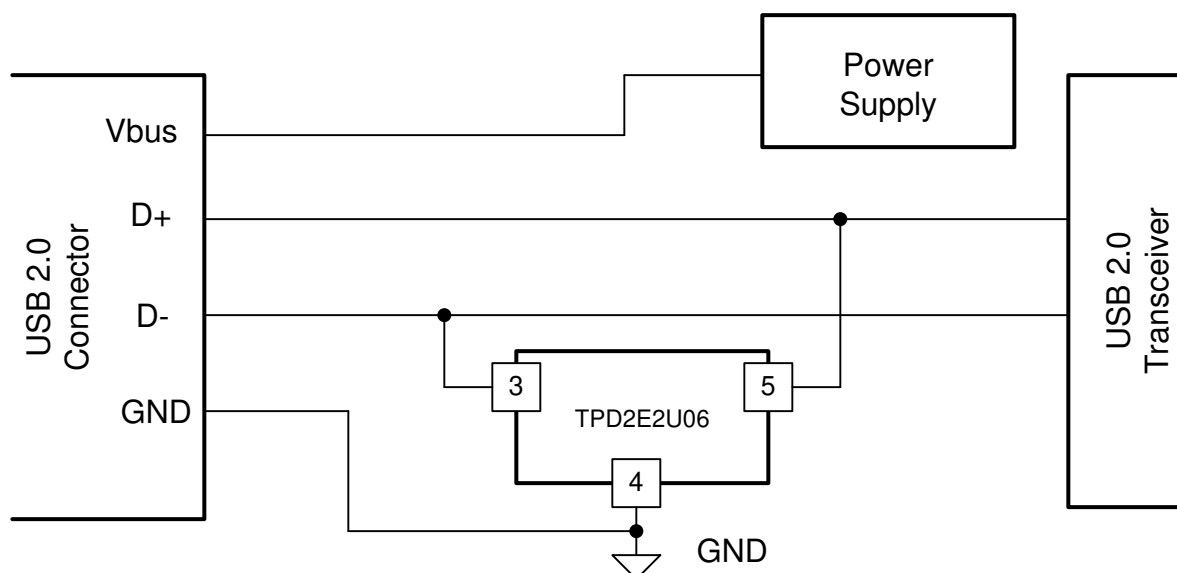 Power
Supply
Vbus
D+
D-
GND
USB 2.0
Connector
USB 2.0
Transceiver
3
5
TPD2E2U06
4
GND